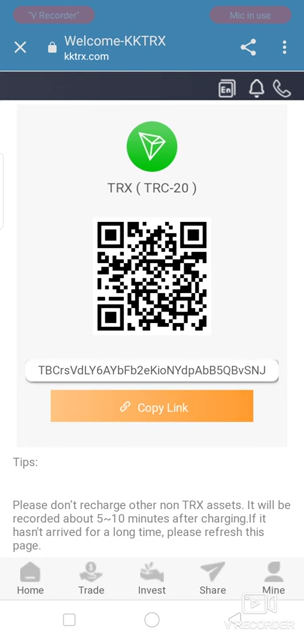 "V Recorder"
Mic in use
Welcome-KKTRX
kktrx.com
En
TRX ( TRC-20 )
TBCrsVdLY6AYbFb2eKioNYdpAbB5QBvSNJ
Copy Link
Tips:
Please don't recharge other non TRX assets. It will be
recorded about 5~10 minutes after charging.If it
hasn't arrived for a long time, please refresh this
page.
Home
Trade
Invest
Share
Mine
V RECORDER